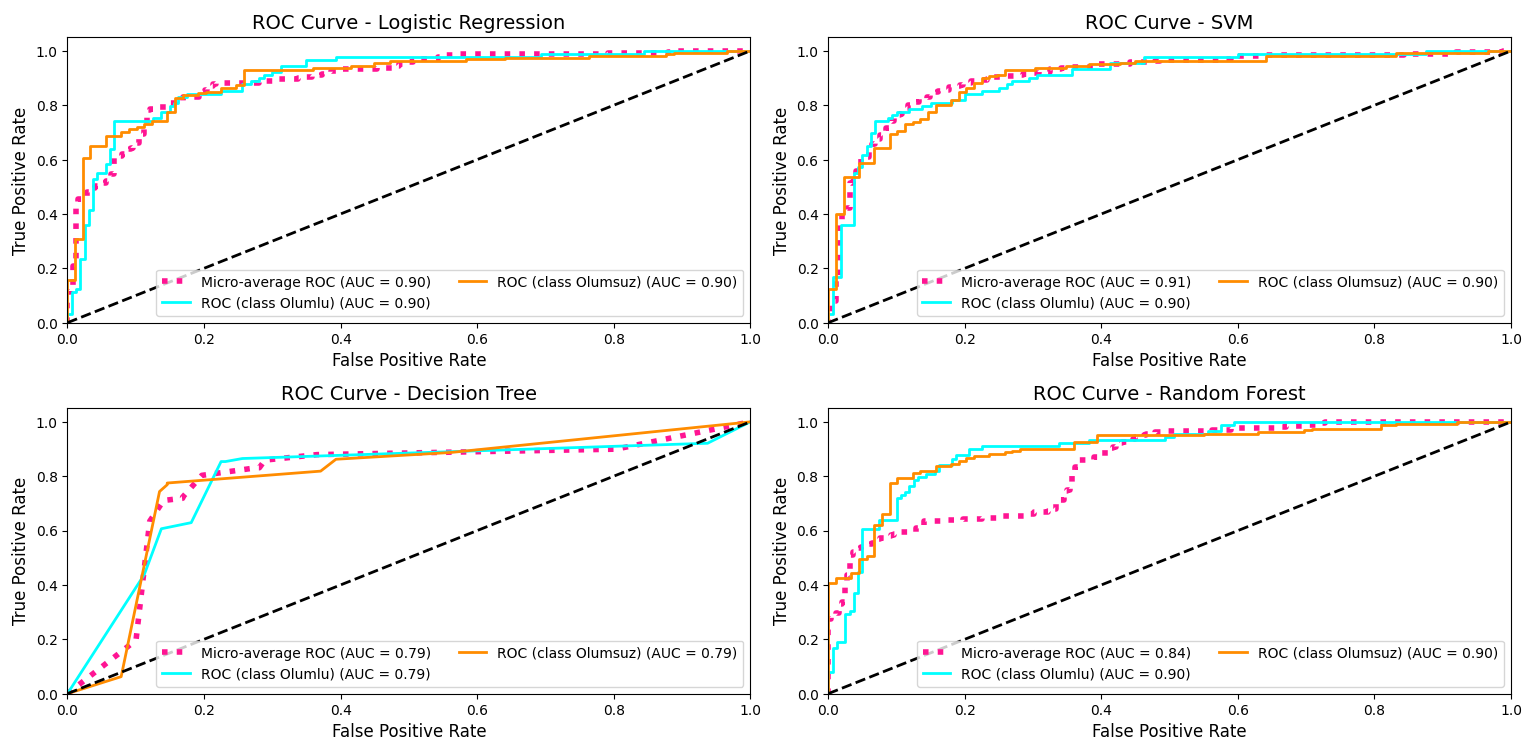 ROC Curve - Logistic Regression
True Positive Rate
1.0
0.8
0.6
0.4
0.2
0.0
Micro-average ROC (AUC = 0.90)
ROC (class Olumlu) (AUC = 0.90)
ROC (class Olumsuz) (AUC = 0.90)
0.0 0.2 0.4 0.6 0.8 1.0
False Positive Rate
ROC Curve - SVM
True Positive Rate
1.0
0.8
0.6
0.4
0.2
0.0
Micro-average ROC (AUC = 0.91)
ROC (class Olumlu) (AUC = 0.90)
ROC (class Olumsuz) (AUC = 0.90)
0.0 0.2 0.4 0.6 0.8 1.0
False Positive Rate
ROC Curve - Decision Tree
True Positive Rate
1.0
0.8
0.6
0.4
0.2
0.0
Micro-average ROC (AUC = 0.79)
ROC (class Olumlu) (AUC = 0.79)
ROC (class Olumsuz) (AUC = 0.79)
0.0 0.2 0.4 0.6 0.8 1.0
False Positive Rate
ROC Curve - Random Forest
True Positive Rate
1.0
0.8
0.6
0.4
0.2
0.0
Micro-average ROC (AUC = 0.84)
ROC (class Olumlu) (AUC = 0.90)
ROC (class Olumsuz) (AUC = 0.90)
0.0 0.2 0.4 0.6 0.8 1.0
False Positive Rate